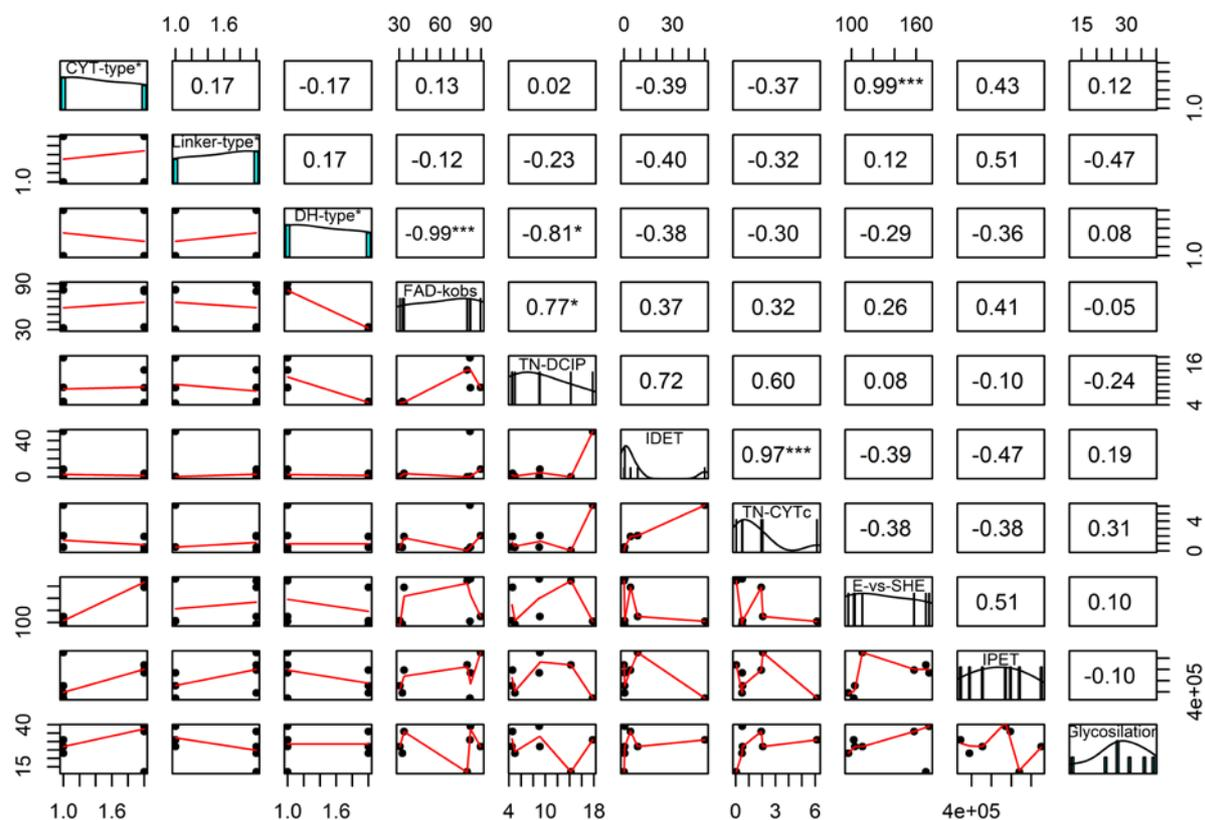 1.0 1.6 30 60 90 0 30 100 160 15 30
CYT-type* 0.17 -0.17 0.13 0.02 -0.39 -0.37 0.99*** 0.43 0.12 1.0
1.0 Linker-type* 0.17 -0.12 -0.23 -0.40 -0.32 0.12 0.51 -0.47
DH-type* -0.99*** -0.81* -0.38 -0.30 -0.29 -0.36 0.08 1.0
30 90 FAD-kobs 0.77* 0.37 0.32 0.26 0.41 -0.05
TN-DCIP 0.72 0.60 0.08 -0.10 -0.24 4 16
0 40 IDET 0.97*** -0.39 -0.47 0.19
TN-CYTc -0.38 -0.38 0.31 0 4
100 E-vs-SHE 0.51 0.10
IPET -0.10 4e+05
15 40 Glycosilation
1.0 1.6 1.0 1.6 4 10 18 0 3 6 4e+05